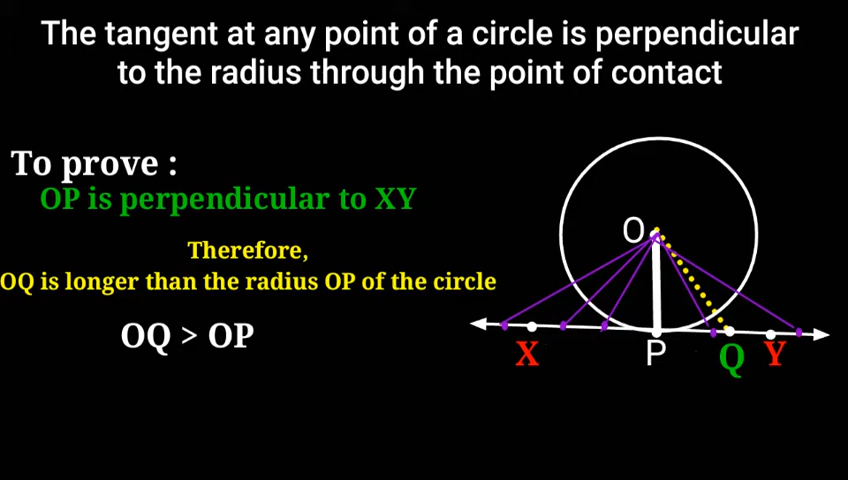 The tangent at any point of a circle is perpendicular
to the radius through the point of contact
To prove :
OP is perpendicular to XY
Therefore,
OQ is longer than the radius OP of the circle
OQ > OP
O
X
P
Q
Y